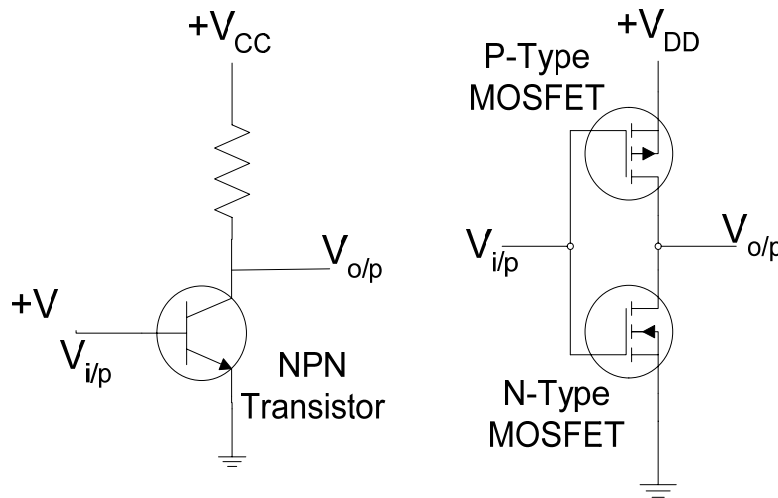 +V_CC
V_o/p
+V
V_i/p
NPN
Transistor
+V_DD
P-Type
MOSFET
V_i/p
V_o/p
N-Type
MOSFET